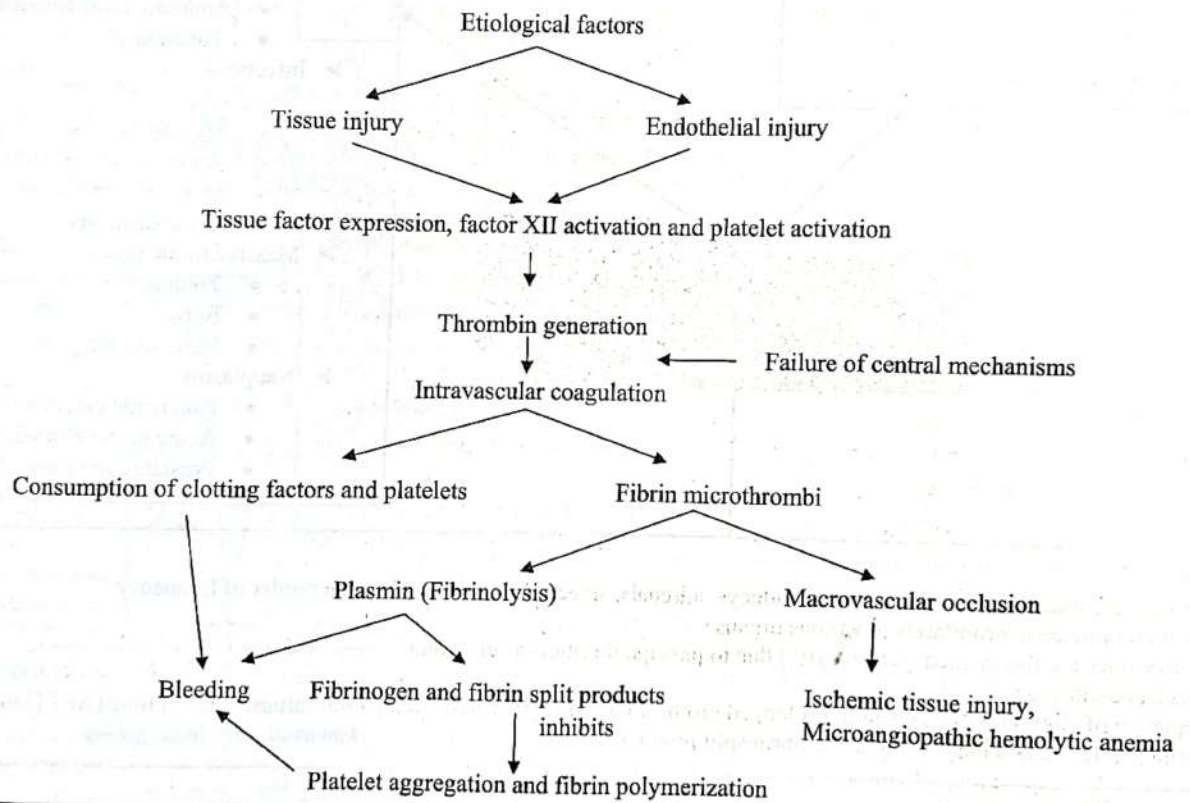 Etiological factors
Tissue injury
Endothelial injury
Tissue factor expression, factor XII activation and platelet activation
Thrombin generation
Failure of central mechanisms
Intravascular coagulation
Consumption of clotting factors and platelets
Fibrin microthrombi
Plasmin (Fibrinolysis)
Macrovascular occlusion
Bleeding
Fibrinogen and fibrin split products
inhibits
Ischemic tissue injury,
Microangiopathic hemolytic anemia
Platelet aggregation and fibrin polymerization